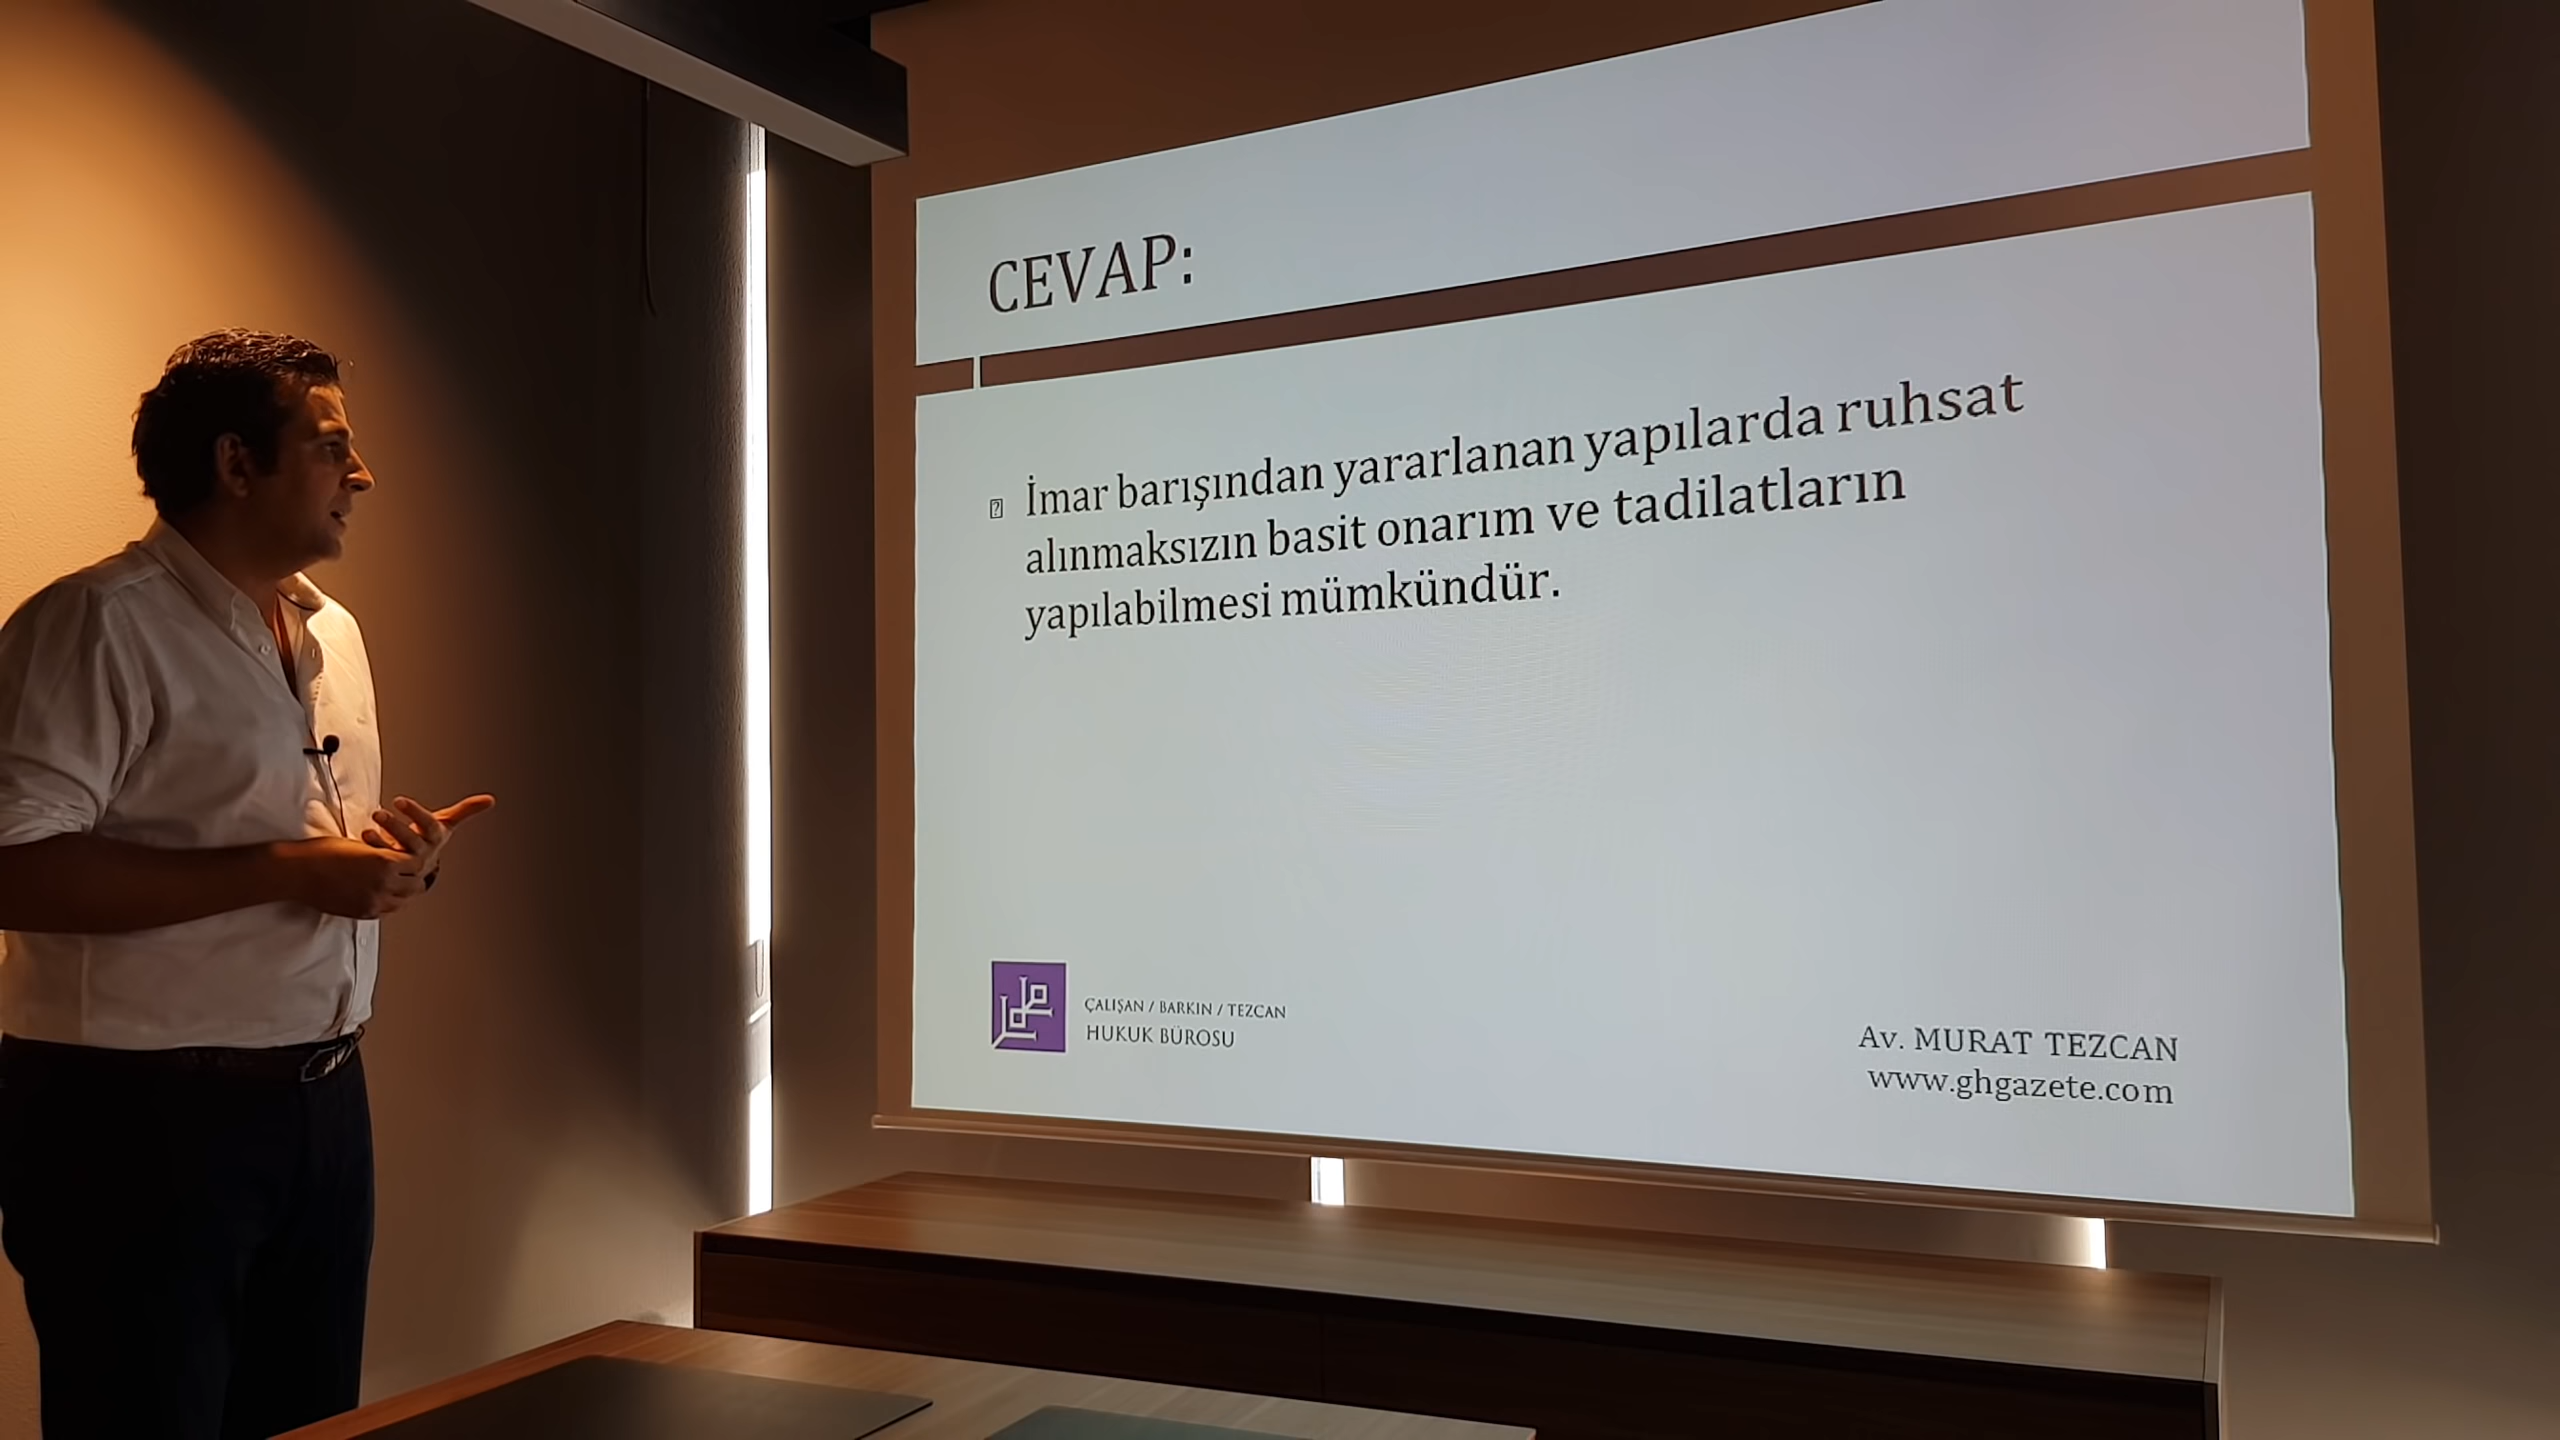 CEVAP:
İmar barışından yararlanan yapılarda ruhsat
alınmaksızın basit onarım ve tadilatların
yapılabilmesi mümkündür.
ÇALIŞAN / BARKIN / TEZCAN
HUKUK BÜROSU
Av. MURAT TEZCAN
www.ghgazete.com